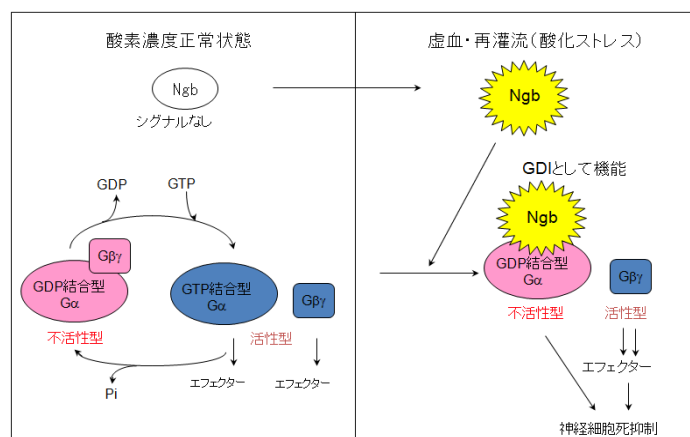 酸素濃度正常状態
Ngb
シグナルなし
GDP
GTP
Gβγ
GDP結合型
Gα
不活性型
GTP結合型
Gα
Gβγ
活性型
Pi
エフェクター
エフェクター
虚血・再灌流(酸化ストレス)
Ngb
GDIとして機能
Ngb
GDP結合型
Gα
不活性型
Gβγ
活性型
エフェクター
神経細胞死抑制